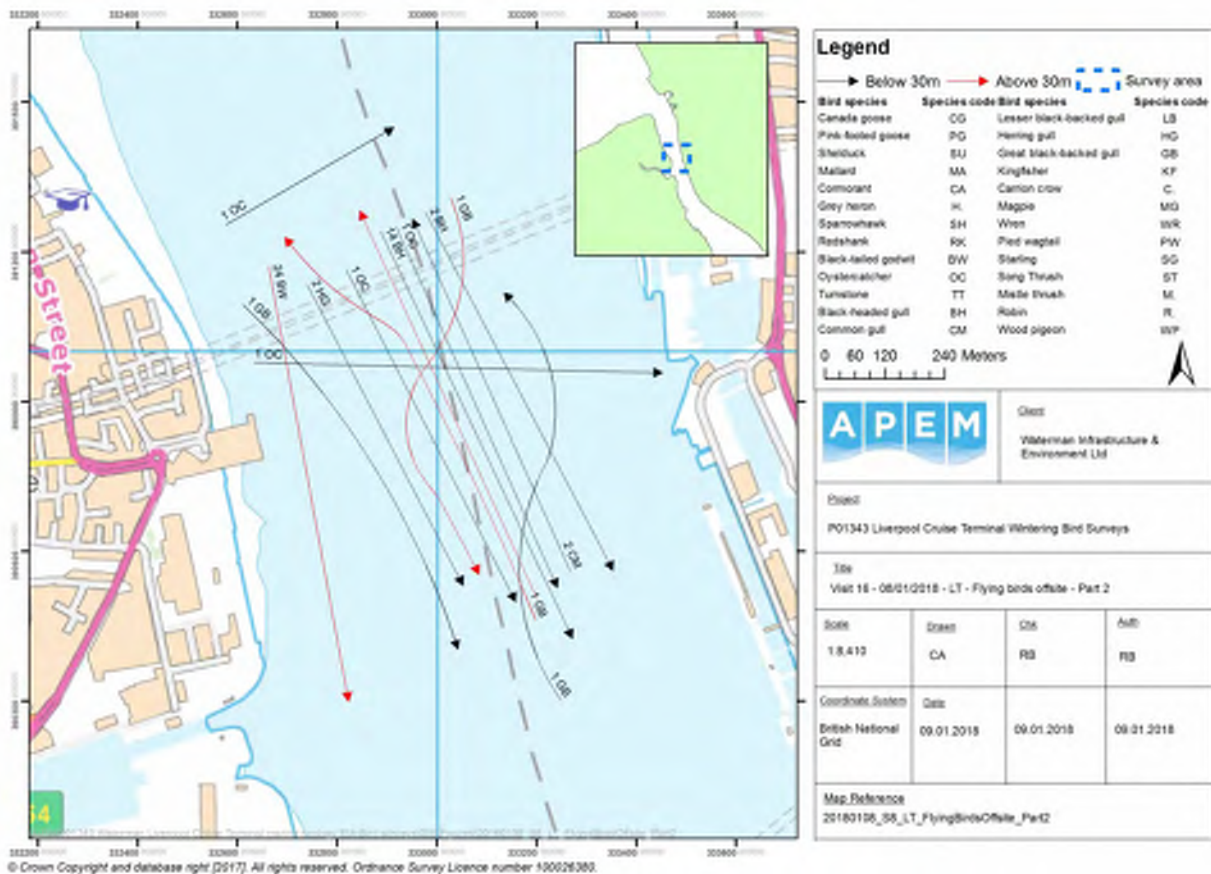 Legend
Below 30m
Above 30m
Survey area
Bird species Species code Bird species Species code
Canada goose CG Lesser black-backed gull LB
Pink-footed goose PG Herring gull HG
Shelduck SU Great black-backed gull GB
Mallard MA Kingfisher KF
Cormorant CA Carrion crow C.
Grey heron H. Magpie MG
Sparrowhawk SH Wren WR
Redshank RK Pied wagtail PW
Black-tailed godwit BW Starling SG
Oystercatcher OC Song Thrush ST
Turnstone TT Mistle thrush M.
Black-headed gull BH Robin R.
Common gull CM Wood pigeon WP
0 60 120 240 Meters
APEM
Client
Waterman Infrastructure &
Environment Ltd
Project
P01343 Liverpool Cruise Terminal Wintering Bird Surveys
Title
Visit 16 - 08/01/2018 - LT - Flying birds offsite - Part 2
Scale Drawn Chk Auth
1:8,410 CA RB RB
Coordinate System Date
British National
Grid
09.01.2018 09.01.2018 09.01.2018
Map Reference
20180108_S8_LT_FlyingBirdsOffsite_Part2
1 OC
1 GB
2 BH
14 BH
1 OC
2 HG
1 GB
1 OC
2 CM
1 GB
1 GB
Street
54
© Crown Copyright and database right [2017]. All rights reserved. Ordnance Survey Licence number 100026380.